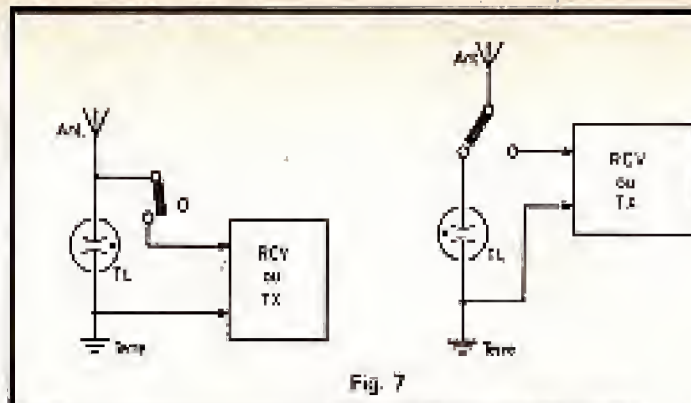 Ant.
TL
Terre
RCV
ou
TX
Ant.
TL
Terre
RCV
ou
TX
Fig. 7